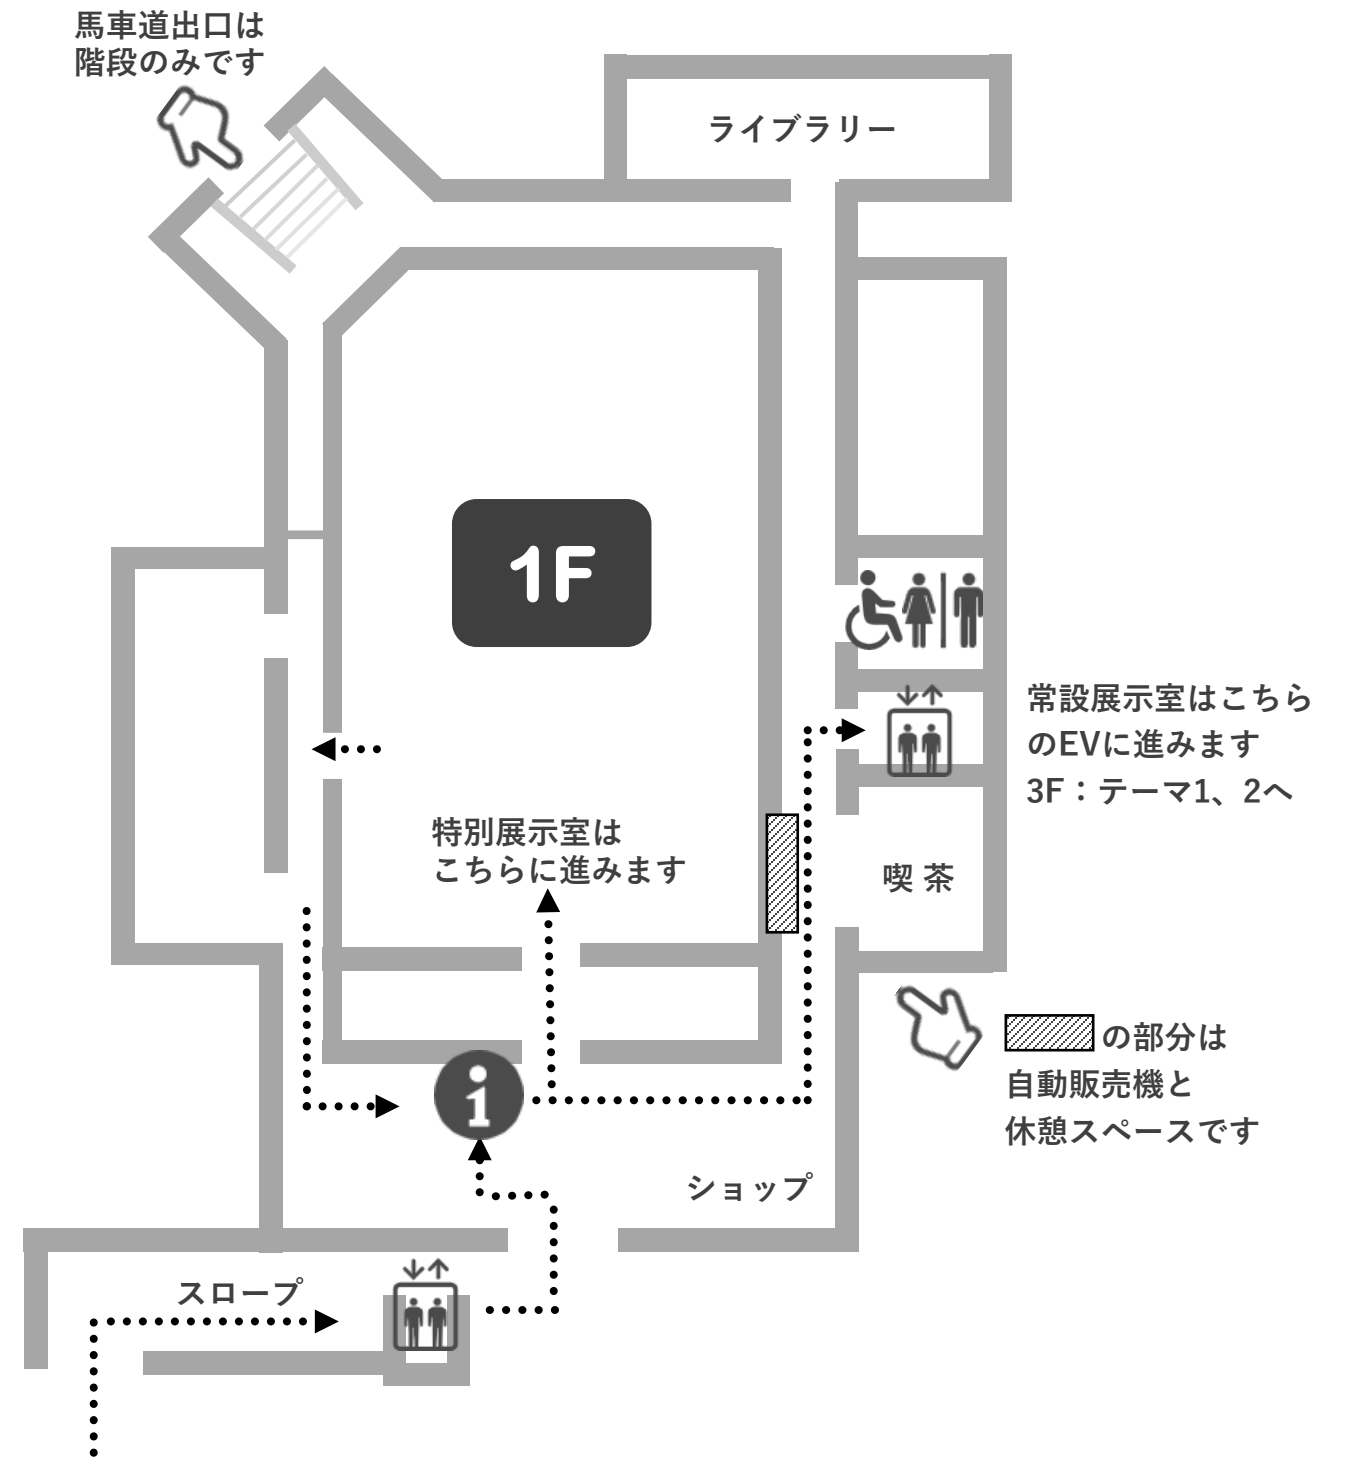 馬車道出口は
階段のみです
ライブラリー
1F
常設展示室はこちら
のEVに進みます
3F：テーマ1、2へ
特別展示室は
こちらに進みます
喫 茶
の部分は
自動販売機と
休憩スペースです
ショップ
スロープ